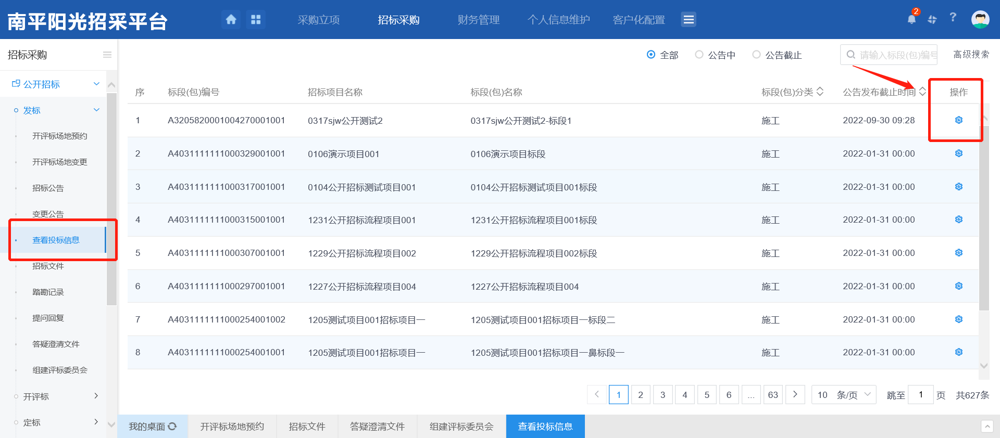 南平阳光招采平台
采购立项 招标采购 财务管理 个人信息维护 客户化配置
2
?
招标采购
全部 公告中 公告截止 请输入标段(包)编号 高级搜索
公开招标
发标
开评标场地预约
开评标场地变更
招标公告
变更公告
查看投标信息
招标文件
踏勘记录
提问回复
答疑澄清文件
组建评标委员会
开评标
定标
序 标段(包)编号 招标项目名称 标段(包)名称 标段(包)分类 公告发布截止时间 操作
1 A3205820001004270001001 0317sjw公开测试2 0317sjw公开测试2-标段1 施工 2022-09-30 09:28
2 A4031111111000329001001 0106演示项目001 0106演示项目标段 施工 2022-01-31 00:00
3 A4031111111000317001001 0104公开招标测试项目001 0104公开招标测试项目001标段 施工 2022-01-31 00:00
4 A4031111111000315001001 1231公开招标流程项目001 1231公开招标流程项目001标段 施工 2022-01-31 00:00
5 A4031111111000307001001 1229公开招标流程项目002 1229公开招标流程项目002标段 施工 2022-01-31 00:00
6 A4031111111000297001001 1227公开招标流程项目004 1227公开招标流程项目004 施工 2022-01-31 00:00
7 A4031111111000254001002 1205测试项目001招标项目一 1205测试项目001招标项目一标段二 施工 2022-01-31 00:00
8 A4031111111000254001001 1205测试项目001招标项目一 1205测试项目001招标项目一鼻标段一 施工 2022-01-31 00:00
1 2 3 4 5 6 ... 63 10 条/页 跳至 1 页 共627条
我的桌面 开评标场地预约 招标文件 答疑澄清文件 组建评标委员会 查看投标信息